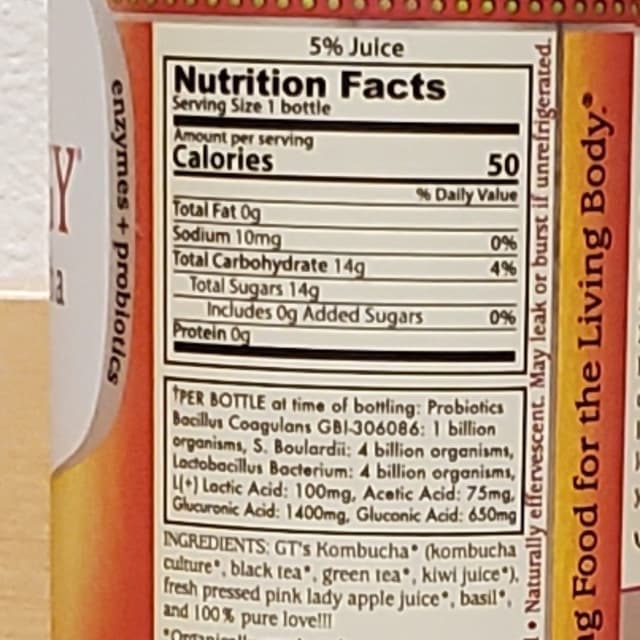 5% Juice
Nutrition Facts
Serving Size 1 bottle
Amount per serving
Calories 50
% Daily Value
Total Fat 0g
Sodium 10mg 0%
Total Carbohydrate 14g 4%
Total Sugars 14g
Includes 0g Added Sugars 0%
Protein 0g
†PER BOTTLE at time of bottling: Probiotics
Bacillus Coagulans GBI-306086: 1 billion
organisms, S. Boulardii: 4 billion organisms,
Lactobacillus Bacterium: 4 billion organisms,
L(+) Lactic Acid: 100mg, Acetic Acid: 75mg,
Glucuronic Acid: 1400mg, Gluconic Acid: 650mg
INGREDIENTS: GT's Kombucha* (kombucha
culture*, black tea*, green tea*, kiwi juice*),
fresh pressed pink lady apple juice*, basil*,
and 100% pure love!!!
enzymes + probiotics
• Naturally effervescent. May leak or burst if unrefrigerated.
Food for the Living Body.®